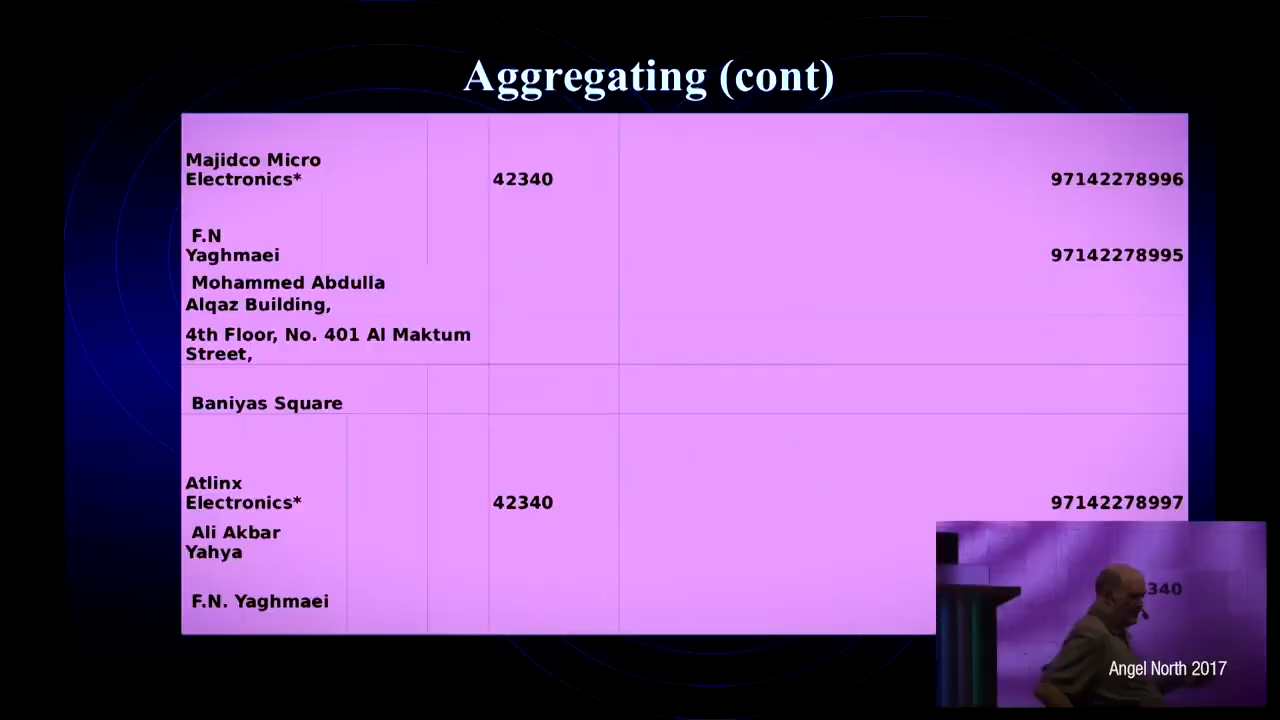 Aggregating (cont)
Majidco Micro
Electronics* 42340 97142278996
F.N
Yaghmaei 97142278995
Mohammed Abdulla
Alqaz Building,
4th Floor, No. 401 Al Maktum
Street,
Baniyas Square
Atlinx
Electronics* 42340 97142278997
Ali Akbar
Yahya
F.N. Yaghmaei
340
Angel North 2017